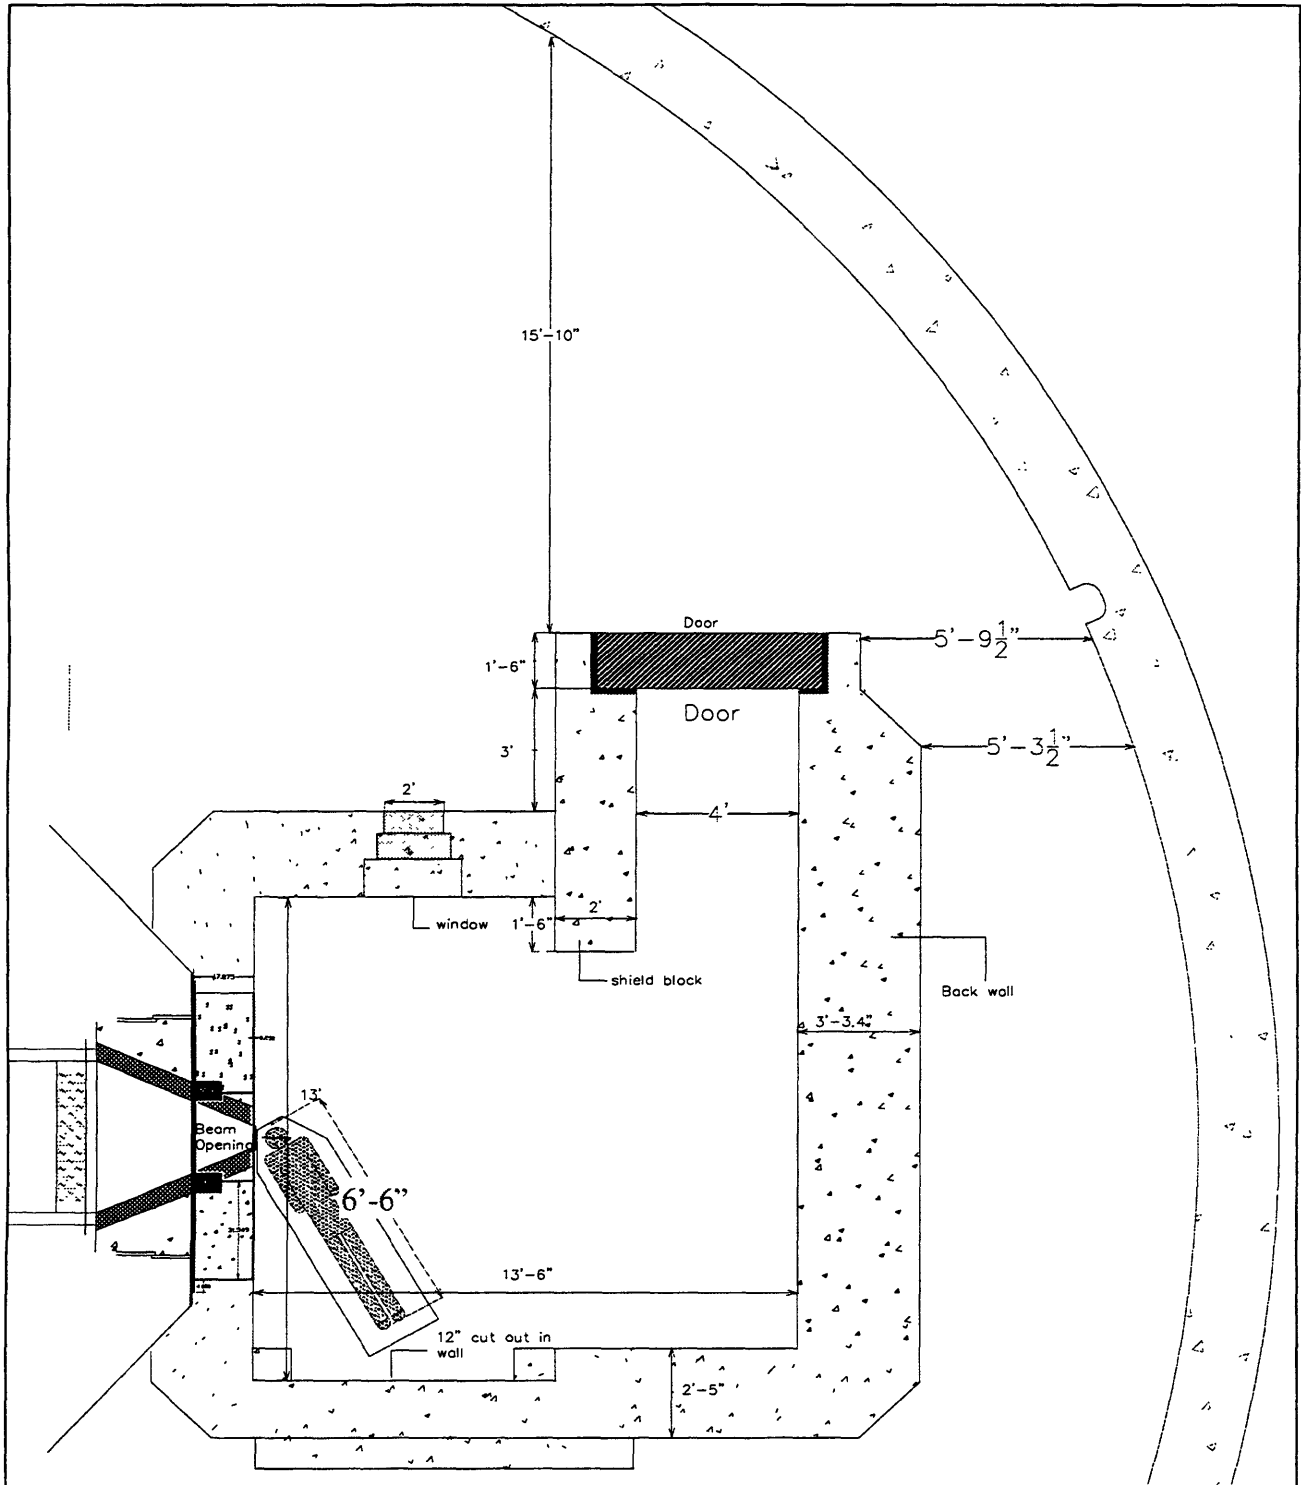 15'-10"
Door
5'-9 1/2"
1'-6"
Door
5'-3 1/2"
3'
2'
4'
2'
window
1'-6"
shield block
17.875
Back wall
3'-3.4"
13'
Beam
Opening
6'-6"
13'-6"
12" cut out in
wall
2'-5"